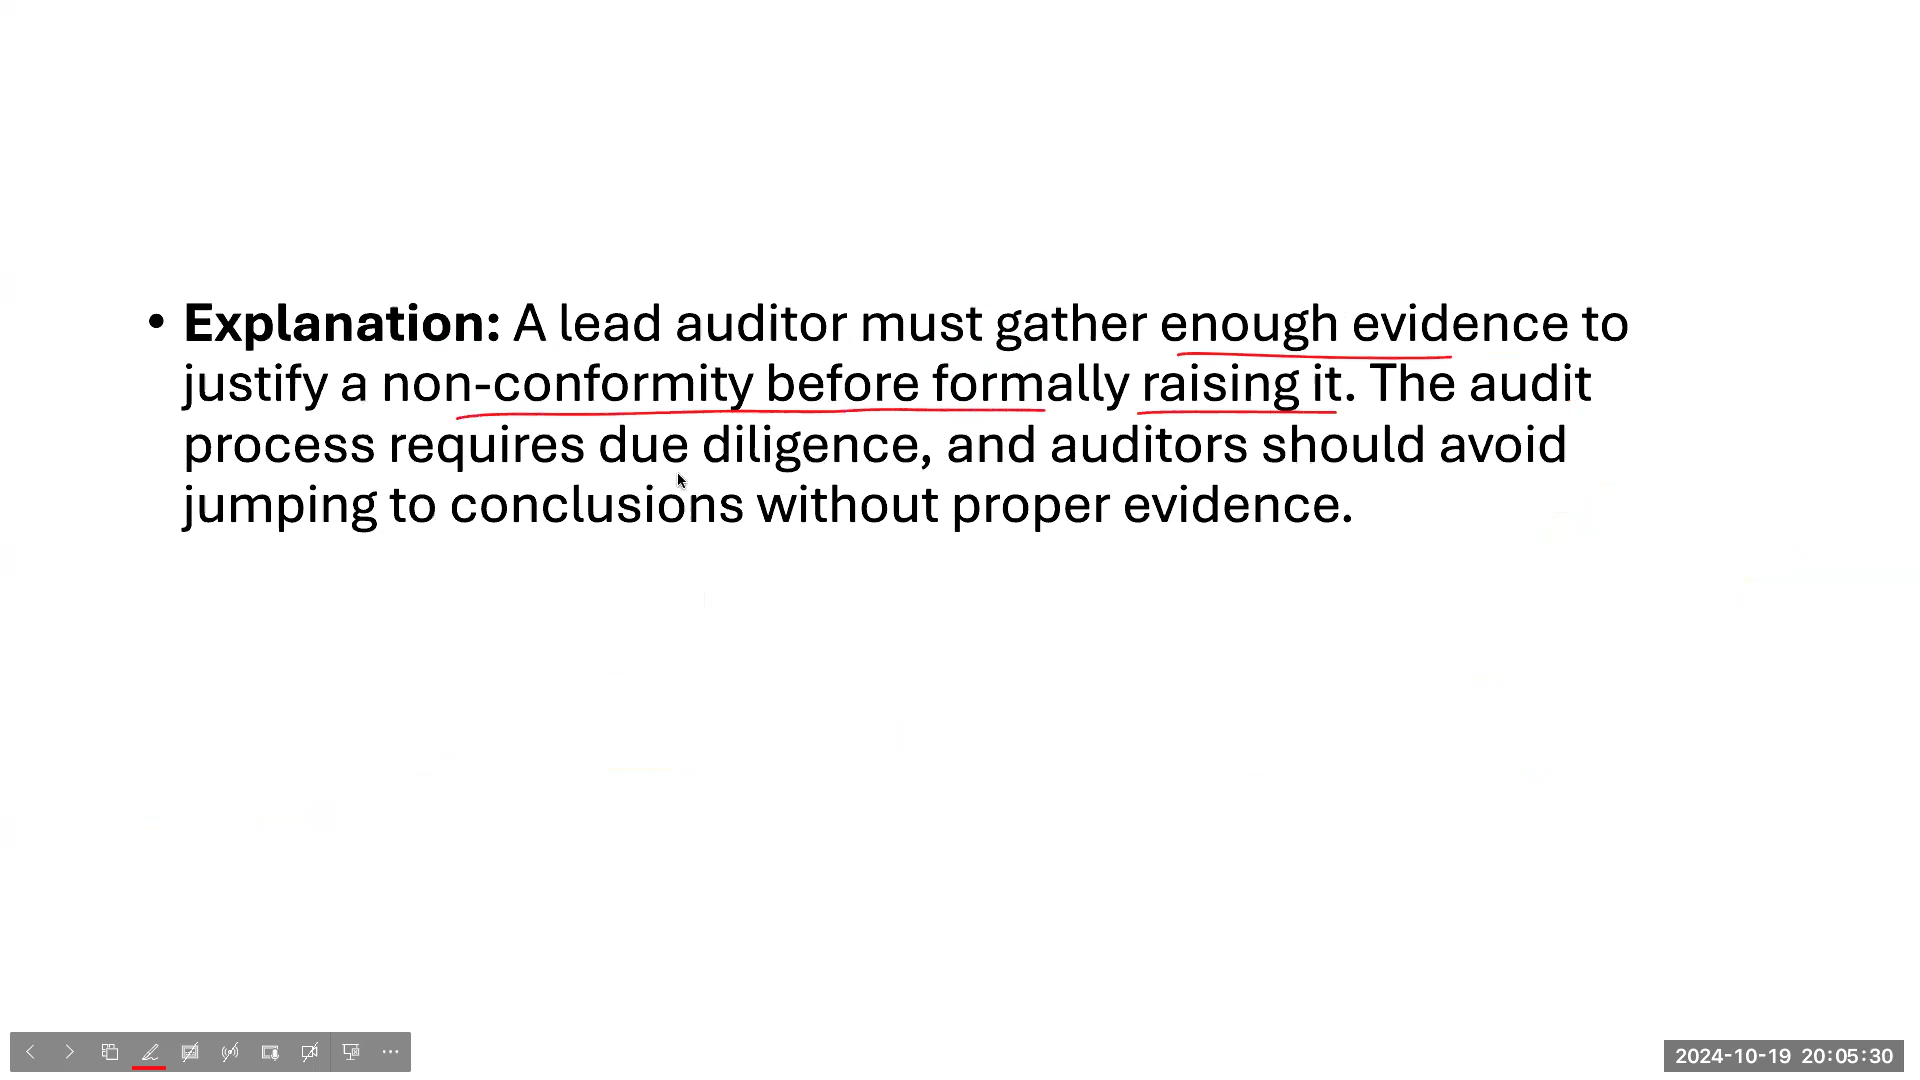 • Explanation: A lead auditor must gather enough evidence to
justify a non-conformity before formally raising it. The audit
process requires due diligence, and auditors should avoid
jumping to conclusions without proper evidence.
2024-10-19 20:05:30